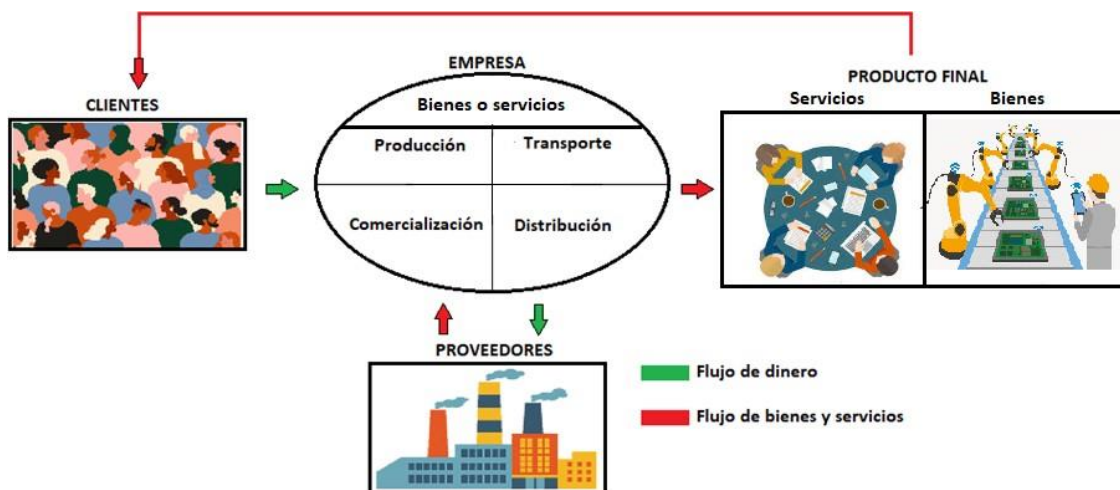 EMPRESA
CLIENTES
Bienes o servicios
Producción
Transporte
Comercialización
Distribución
PRODUCTO FINAL
Servicios
Bienes
PROVEEDORES
Flujo de dinero
Flujo de bienes y servicios